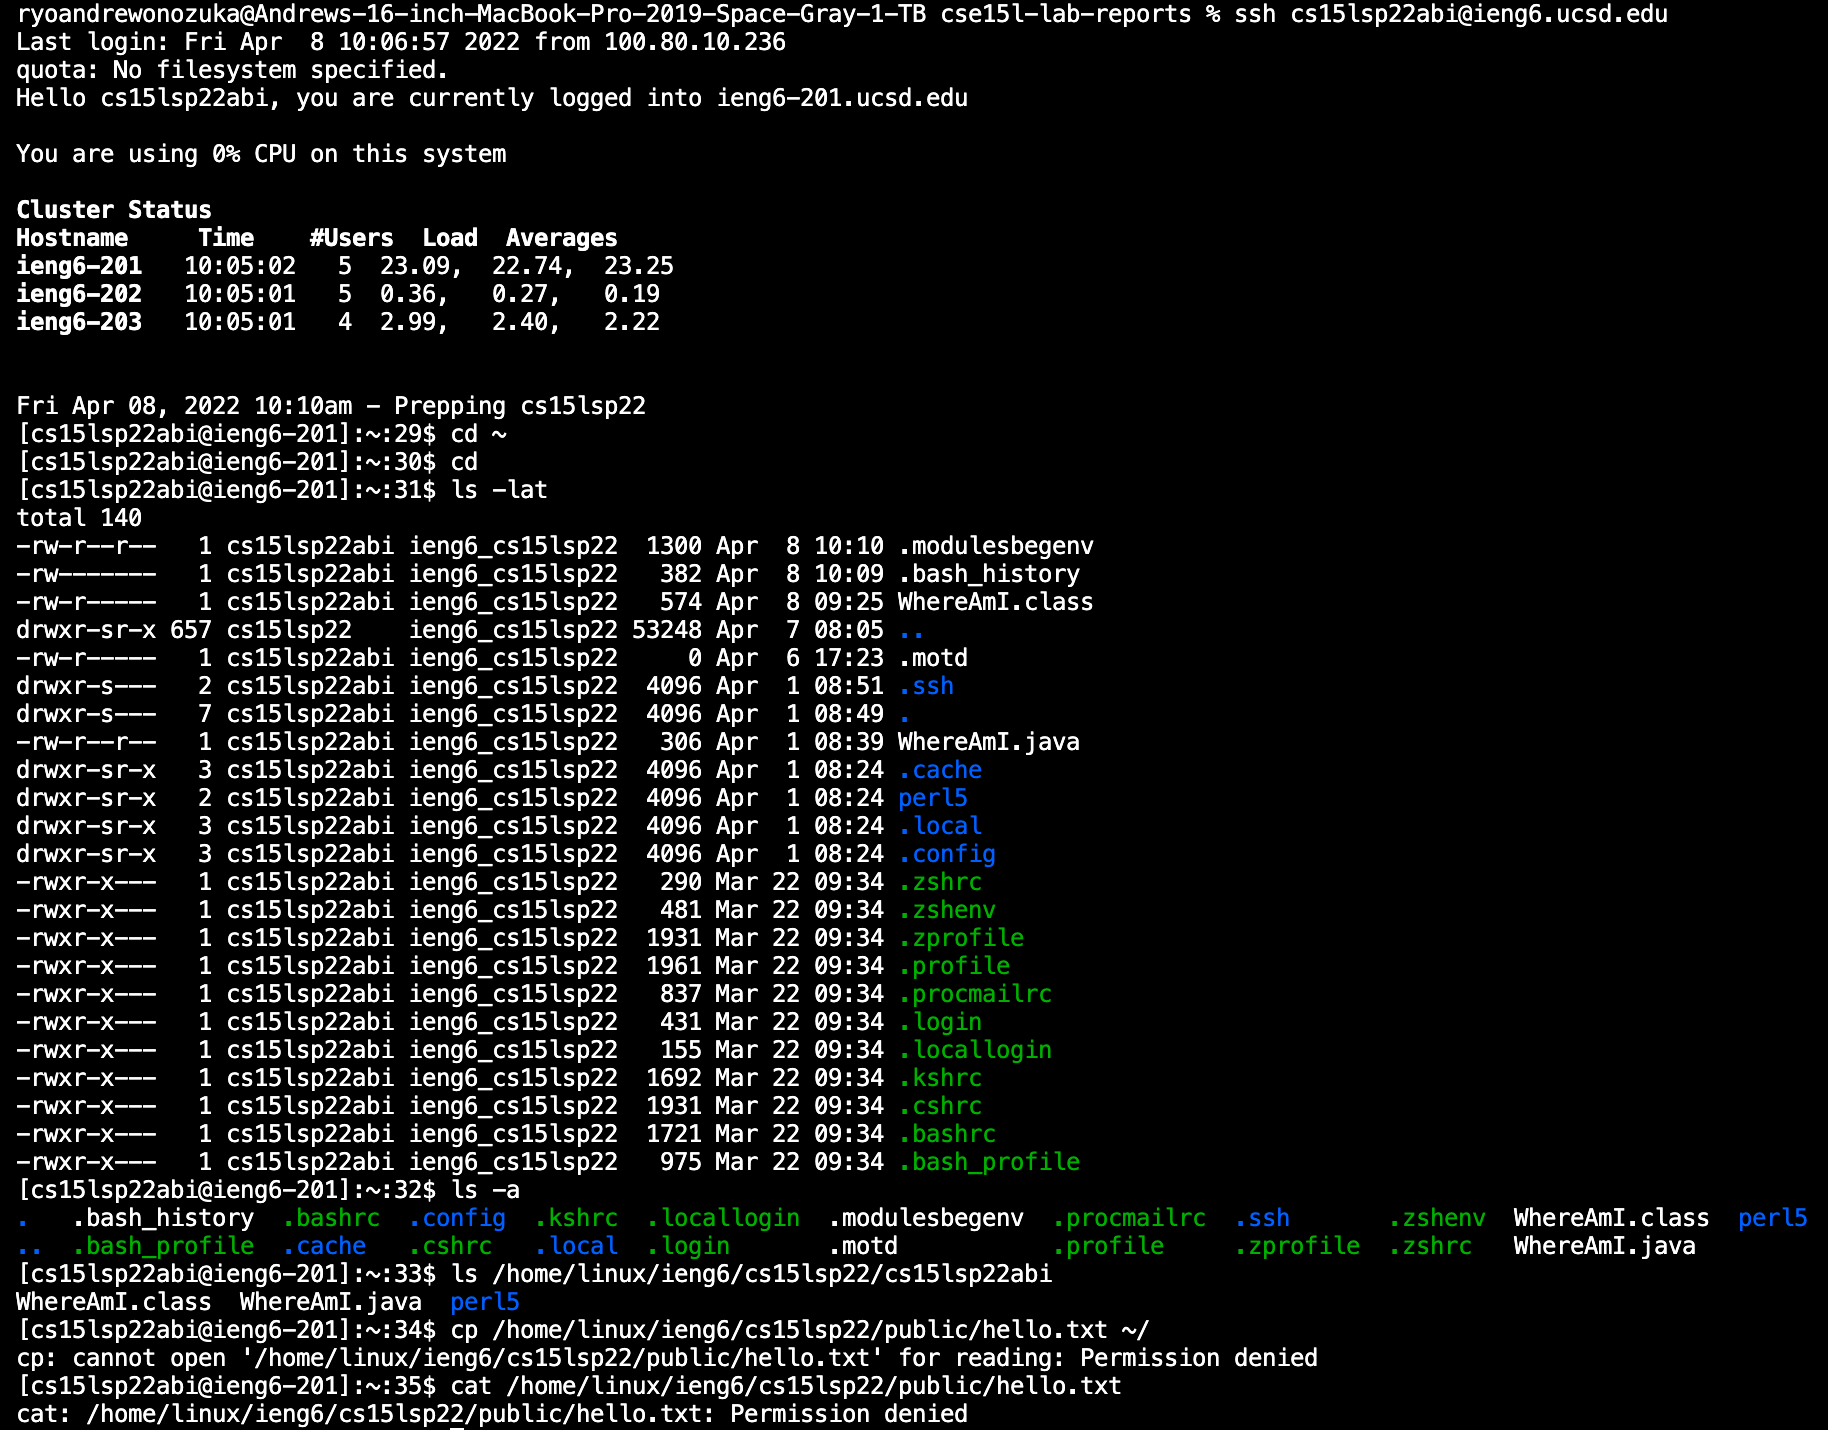 ryoandrewonozuka@Andrews-16-inch-MacBook-Pro-2019-Space-Gray-1-TB cse15l-lab-reports % ssh cs15lsp22abi@ieng6.ucsd.edu
Last login: Fri Apr  8 10:06:57 2022 from 100.80.10.236
quota: No filesystem specified.
Hello cs15lsp22abi, you are currently logged into ieng6-201.ucsd.edu
You are using 0% CPU on this system
Cluster Status
Hostname     Time    #Users  Load  Averages
ieng6-201   10:05:02   5  23.09,  22.74,  23.25
ieng6-202   10:05:01   5  0.36,   0.27,   0.19
ieng6-203   10:05:01   4  2.99,   2.40,   2.22
Fri Apr 08, 2022 10:10am - Prepping cs15lsp22
[cs15lsp22abi@ieng6-201]:~:29$ cd ~
[cs15lsp22abi@ieng6-201]:~:30$ cd
[cs15lsp22abi@ieng6-201]:~:31$ ls -lat
total 140
-rw-r--r--   1 cs15lsp22abi ieng6_cs15lsp22  1300 Apr  8 10:10 .modulesbegenv
-rw-------   1 cs15lsp22abi ieng6_cs15lsp22   382 Apr  8 10:09 .bash_history
-rw-r-----   1 cs15lsp22abi ieng6_cs15lsp22   574 Apr  8 09:25 WhereAmI.class
drwxr-sr-x 657 cs15lsp22    ieng6_cs15lsp22 53248 Apr  7 08:05 ..
-rw-r-----   1 cs15lsp22abi ieng6_cs15lsp22     0 Apr  6 17:23 .motd
drwxr-s---   2 cs15lsp22abi ieng6_cs15lsp22  4096 Apr  1 08:51 .ssh
drwxr-s---   7 cs15lsp22abi ieng6_cs15lsp22  4096 Apr  1 08:49 .
-rw-r--r--   1 cs15lsp22abi ieng6_cs15lsp22   306 Apr  1 08:39 WhereAmI.java
drwxr-sr-x   3 cs15lsp22abi ieng6_cs15lsp22  4096 Apr  1 08:24 .cache
drwxr-sr-x   2 cs15lsp22abi ieng6_cs15lsp22  4096 Apr  1 08:24 perl5
drwxr-sr-x   3 cs15lsp22abi ieng6_cs15lsp22  4096 Apr  1 08:24 .local
drwxr-sr-x   3 cs15lsp22abi ieng6_cs15lsp22  4096 Apr  1 08:24 .config
-rwxr-x---   1 cs15lsp22abi ieng6_cs15lsp22   290 Mar 22 09:34 .zshrc
-rwxr-x---   1 cs15lsp22abi ieng6_cs15lsp22   481 Mar 22 09:34 .zshenv
-rwxr-x---   1 cs15lsp22abi ieng6_cs15lsp22  1931 Mar 22 09:34 .zprofile
-rwxr-x---   1 cs15lsp22abi ieng6_cs15lsp22  1961 Mar 22 09:34 .profile
-rwxr-x---   1 cs15lsp22abi ieng6_cs15lsp22   837 Mar 22 09:34 .procmailrc
-rwxr-x---   1 cs15lsp22abi ieng6_cs15lsp22   431 Mar 22 09:34 .login
-rwxr-x---   1 cs15lsp22abi ieng6_cs15lsp22   155 Mar 22 09:34 .locallogin
-rwxr-x---   1 cs15lsp22abi ieng6_cs15lsp22  1692 Mar 22 09:34 .kshrc
-rwxr-x---   1 cs15lsp22abi ieng6_cs15lsp22  1931 Mar 22 09:34 .cshrc
-rwxr-x---   1 cs15lsp22abi ieng6_cs15lsp22  1721 Mar 22 09:34 .bashrc
-rwxr-x---   1 cs15lsp22abi ieng6_cs15lsp22   975 Mar 22 09:34 .bash_profile
[cs15lsp22abi@ieng6-201]:~:32$ ls -a
.   .bash_history  .bashrc  .config  .kshrc  .locallogin  .modulesbegenv  .procmailrc  .ssh       .zshenv  WhereAmI.class  perl5
..  .bash_profile  .cache   .cshrc   .local  .login       .motd           .profile     .zprofile  .zshrc   WhereAmI.java
[cs15lsp22abi@ieng6-201]:~:33$ ls /home/linux/ieng6/cs15lsp22/cs15lsp22abi
WhereAmI.class  WhereAmI.java  perl5
[cs15lsp22abi@ieng6-201]:~:34$ cp /home/linux/ieng6/cs15lsp22/public/hello.txt ~/
cp: cannot open '/home/linux/ieng6/cs15lsp22/public/hello.txt' for reading: Permission denied
[cs15lsp22abi@ieng6-201]:~:35$ cat /home/linux/ieng6/cs15lsp22/public/hello.txt
cat: /home/linux/ieng6/cs15lsp22/public/hello.txt: Permission denied